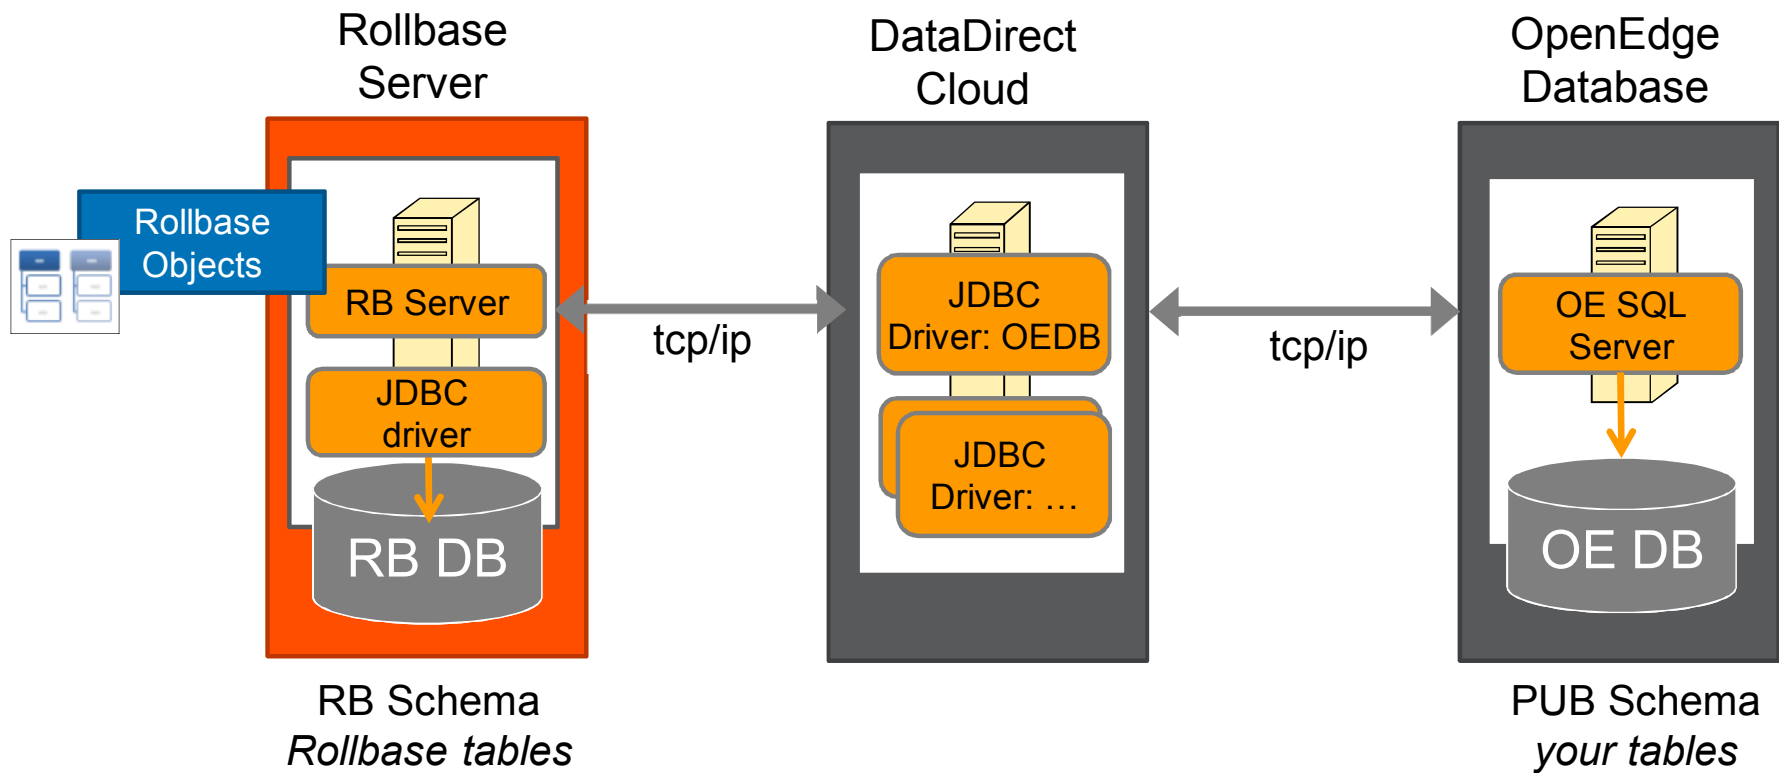 Rollbase
Server
DataDirect
Cloud
OpenEdge
Database
Rollbase
Objects
RB Server
JDBC
driver
RB DB
tcp/ip
JDBC
Driver: OEDB
JDBC
Driver: …
tcp/ip
OE SQL
Server
OE DB
RB Schema
Rollbase tables
PUB Schema
your tables